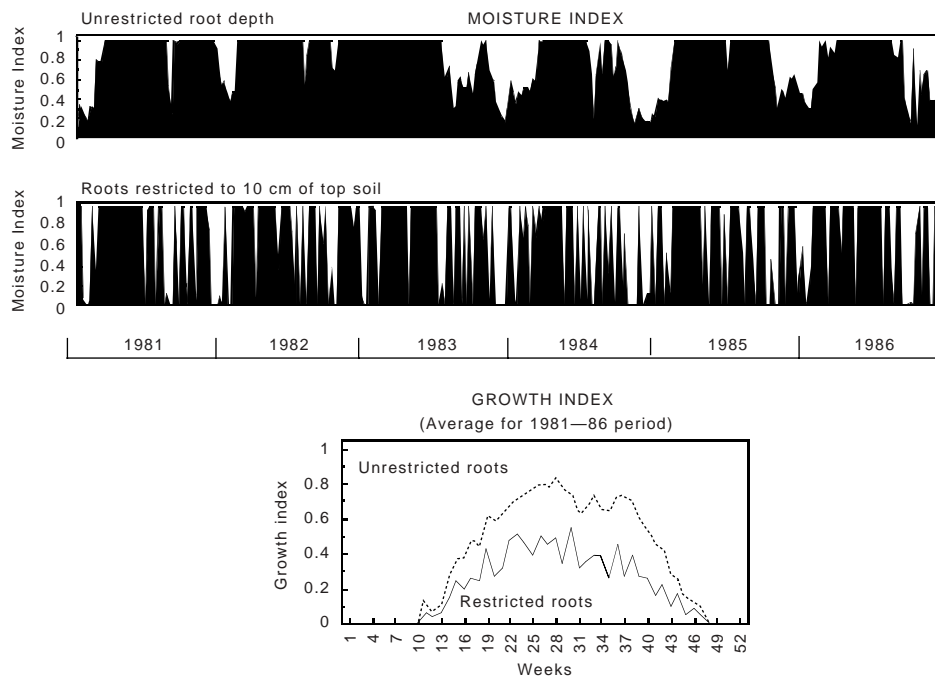 Unrestricted root depth MOISTURE INDEX
Moisture Index
1
0.8
0.6
0.4
0.2
0
Roots restricted to 10 cm of top soil
Moisture Index
1
0.8
0.6
0.4
0.2
0
1981 1982 1983 1984 1985 1986
GROWTH INDEX
(Average for 1981—86 period)
Growth index
1
0.8
0.6
0.4
0.2
0
Unrestricted roots
Restricted roots
1 4 7 10 13 16 19 22 25 28 31 34 37 40 43 46 49 52
Weeks